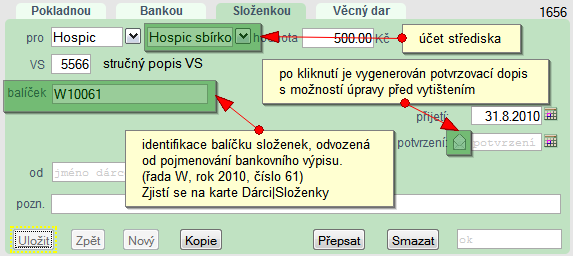 Pokladnou Bankou Složenkou Věcný dar 1656
pro Hospic Hospic sbírko hodnota 500.00 Kč účet střediska
VS 5566 stručný popis VS
po kliknutí je vygenerován potvrzovací dopis
s možností úpravy před vytištěním
balíček W10061
přijetí: 31.8.2010
identifikace balíčku složenek, odvozená
od pojmenování bankovního výpisu.
(řada W, rok 2010, číslo 61)
Zjistí se na kartě Dárci|Složenky
potvrzení: potvrzení
od jméno dárc
pozn.
Uložit Zpět Nový Kopie Přepsat Smazat ok